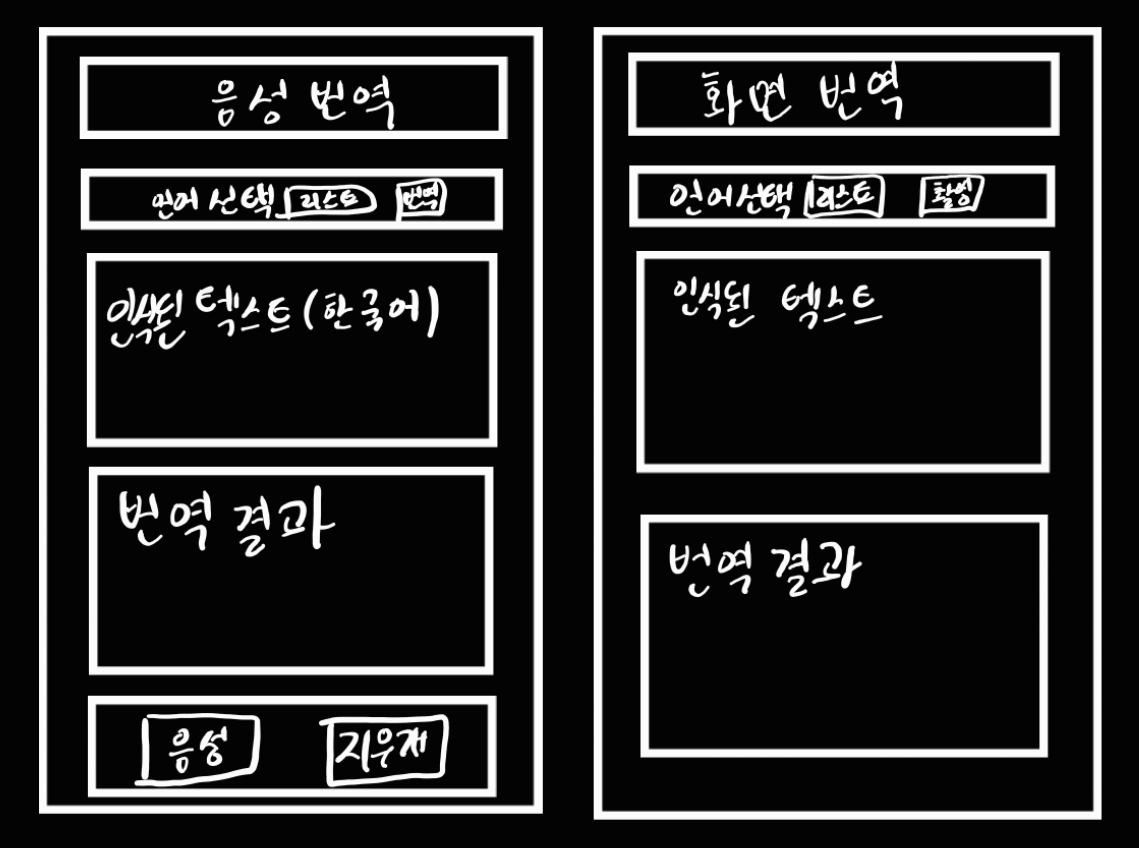 음성 번역
언어 선택 리스트 번역
인식된 텍스트 (한국어)
번역 결과
음성 지우개
화면 번역
언어선택 리스트 촬영
인식된 텍스트
번역 결과